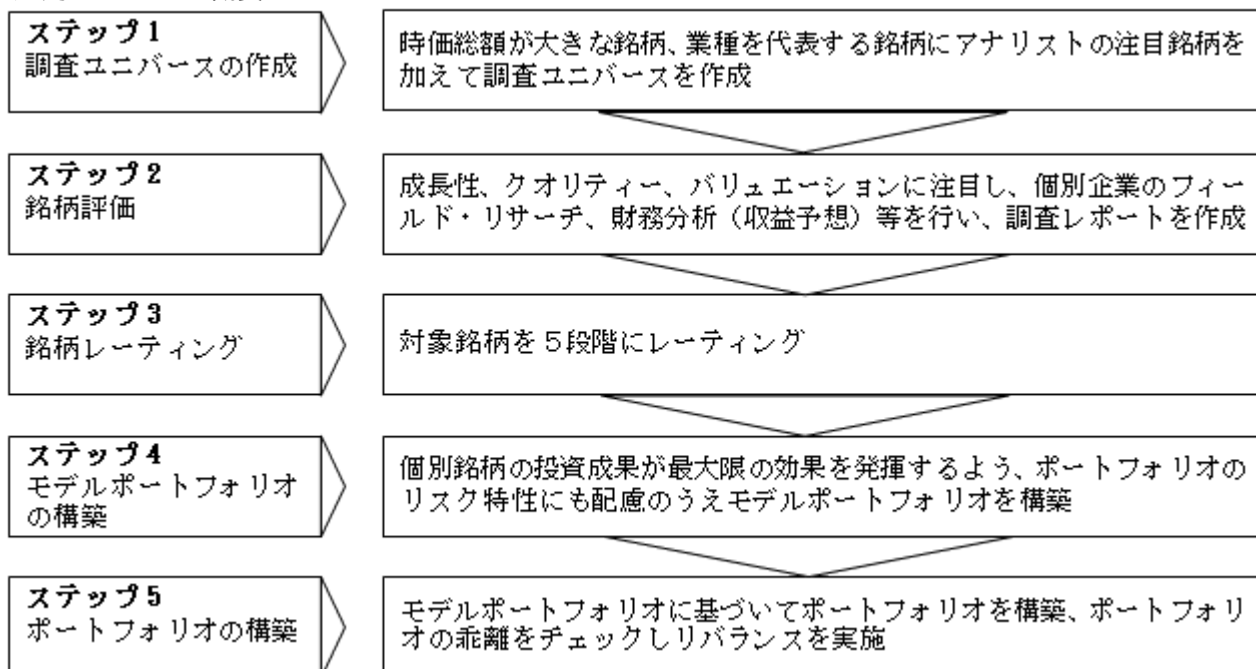 ステップ1
調査ユニバースの作成
時価総額が大きな銘柄、業種を代表する銘柄にアナリストの注目銘柄を
加えて調査ユニバースを作成
ステップ2
銘柄評価
成長性、クオリティー、バリュエーションに注目し、個別企業のフィー
ルド・リサーチ、財務分析（収益予想）等を行い、調査レポートを作成
ステップ3
銘柄レーティング
対象銘柄を５段階にレーティング
ステップ4
モデルポートフォリオ
の構築
個別銘柄の投資成果が最大限の効果を発揮するよう、ポートフォリオの
リスク特性にも配慮のうえモデルポートフォリオを構築
ステップ5
ポートフォリオの構築
モデルポートフォリオに基づいてポートフォリオを構築、ポートフォリ
オの乖離をチェックしリバランスを実施